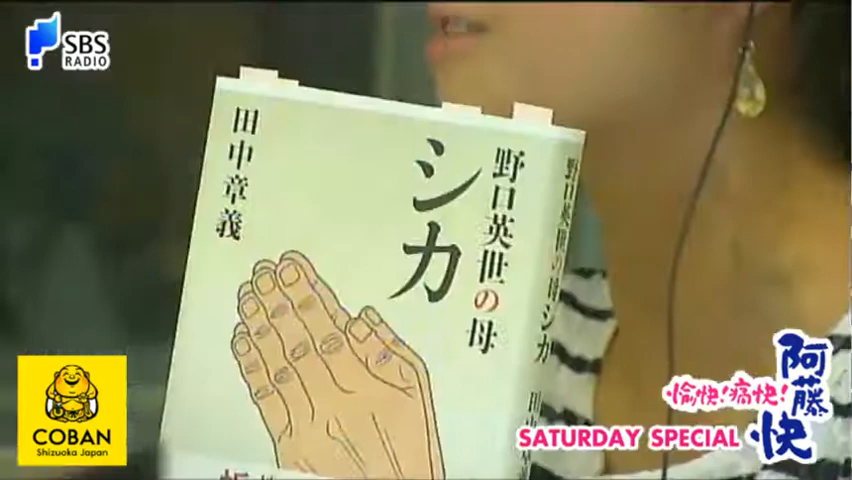 SBS
RADIO
田中章義
野口英世の母
シカ
野口英世の母シカ
COBAN
Shizuoka Japan
愉快!痛快!
阿藤快
SATURDAY SPECIAL